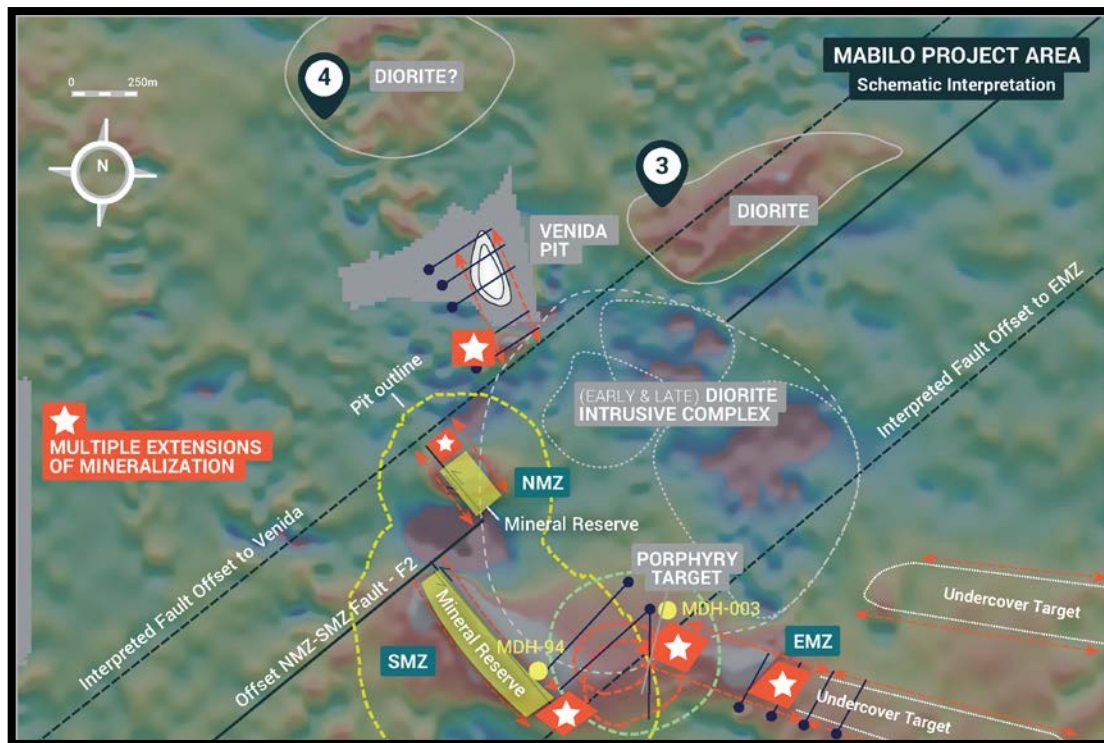 MABILO PROJECT AREA
Schematic Interpretation
0
250m
N
4
DIORITE?
3
DIORITE
VENIDA
PIT
Pit outline
(EARLY & LATE) DIORITE
INTRUSIVE COMPLEX
Interpreted Fault Offset to EMZ
MULTIPLE EXTENSIONS
OF MINERALIZATION
NMZ
Mineral Reserve
Interpreted Fault Offset to Venida
Offset NMZ-SMZ Fault - F2
PORPHYRY
TARGET
MDH-003
Undercover Target
Mineral Reserve
MDH-94
SMZ
EMZ
Undercover Target